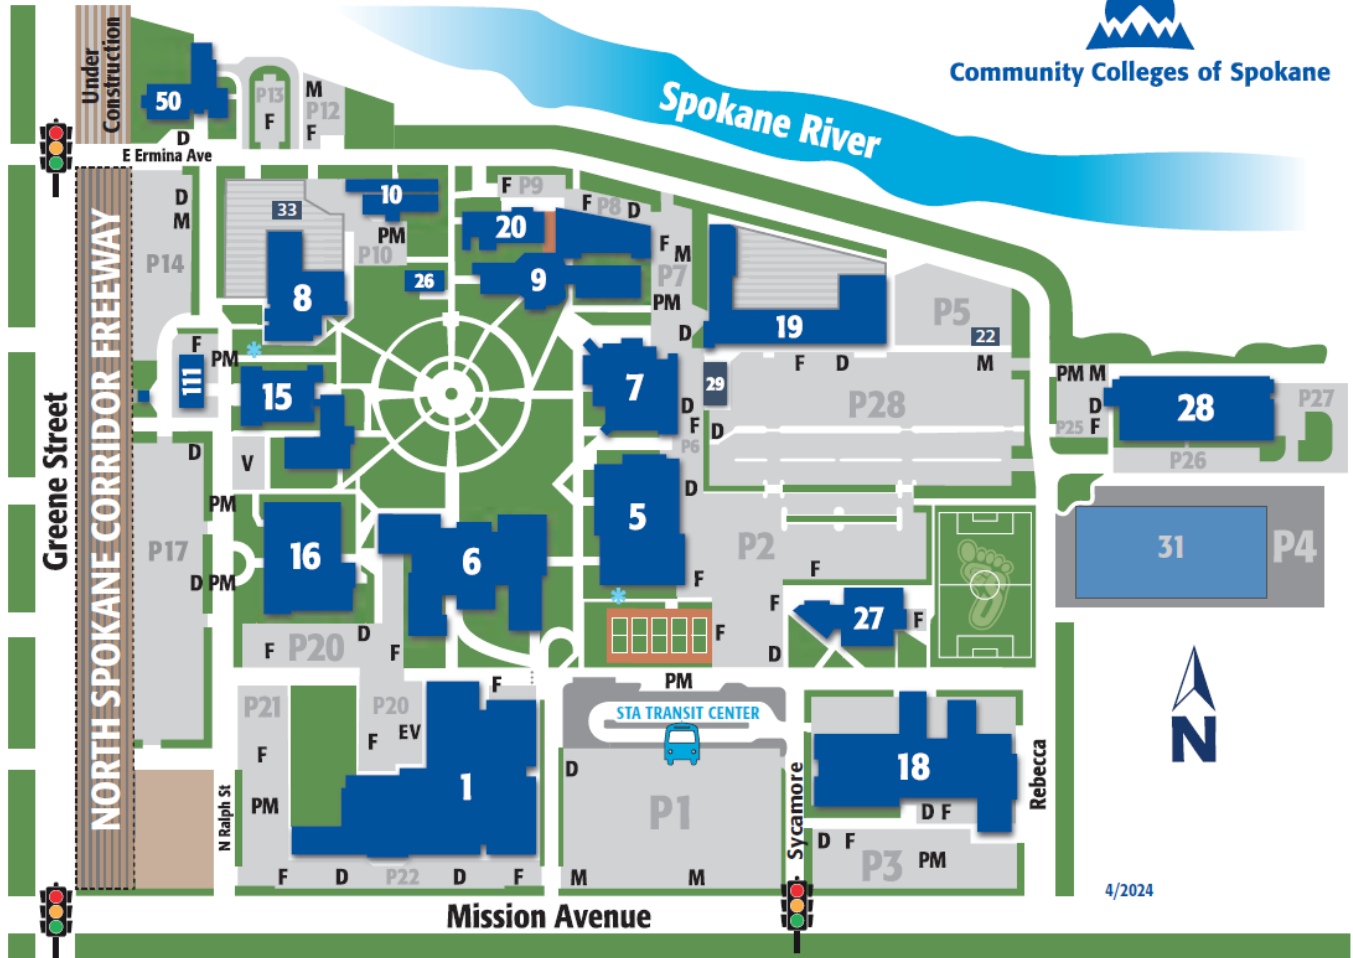 Under
Construction
Community Colleges of Spokane
Spokane River
50
P13
F
M
P12
F
D
E Ermina Ave
D
M
P14
33
10
PM
P10
26
8
F P9
F P8 D
20
9
F
M
P7
PM
D
19
P5
22
M
F D
P28
29
7
D
F
P6
D
D
PM M
D
F
P25
28
P27
P26
31
P4
F
PM
111
15
V
D
PM
P17
D PM
16
6
5
F
P2
F
F
27
F
D
F
Greene Street
NORTH SPOKANE CORRIDOR FREEWAY
D
F P20
F
P21
F
PM
P20
F
EV
F
1
PM
STA TRANSIT CENTER
D
P1
M M
18
D F
D F
P3
PM
Sycamore
Rebecca
N Ralph St
F D P22 D F
N
4/2024
Mission Avenue